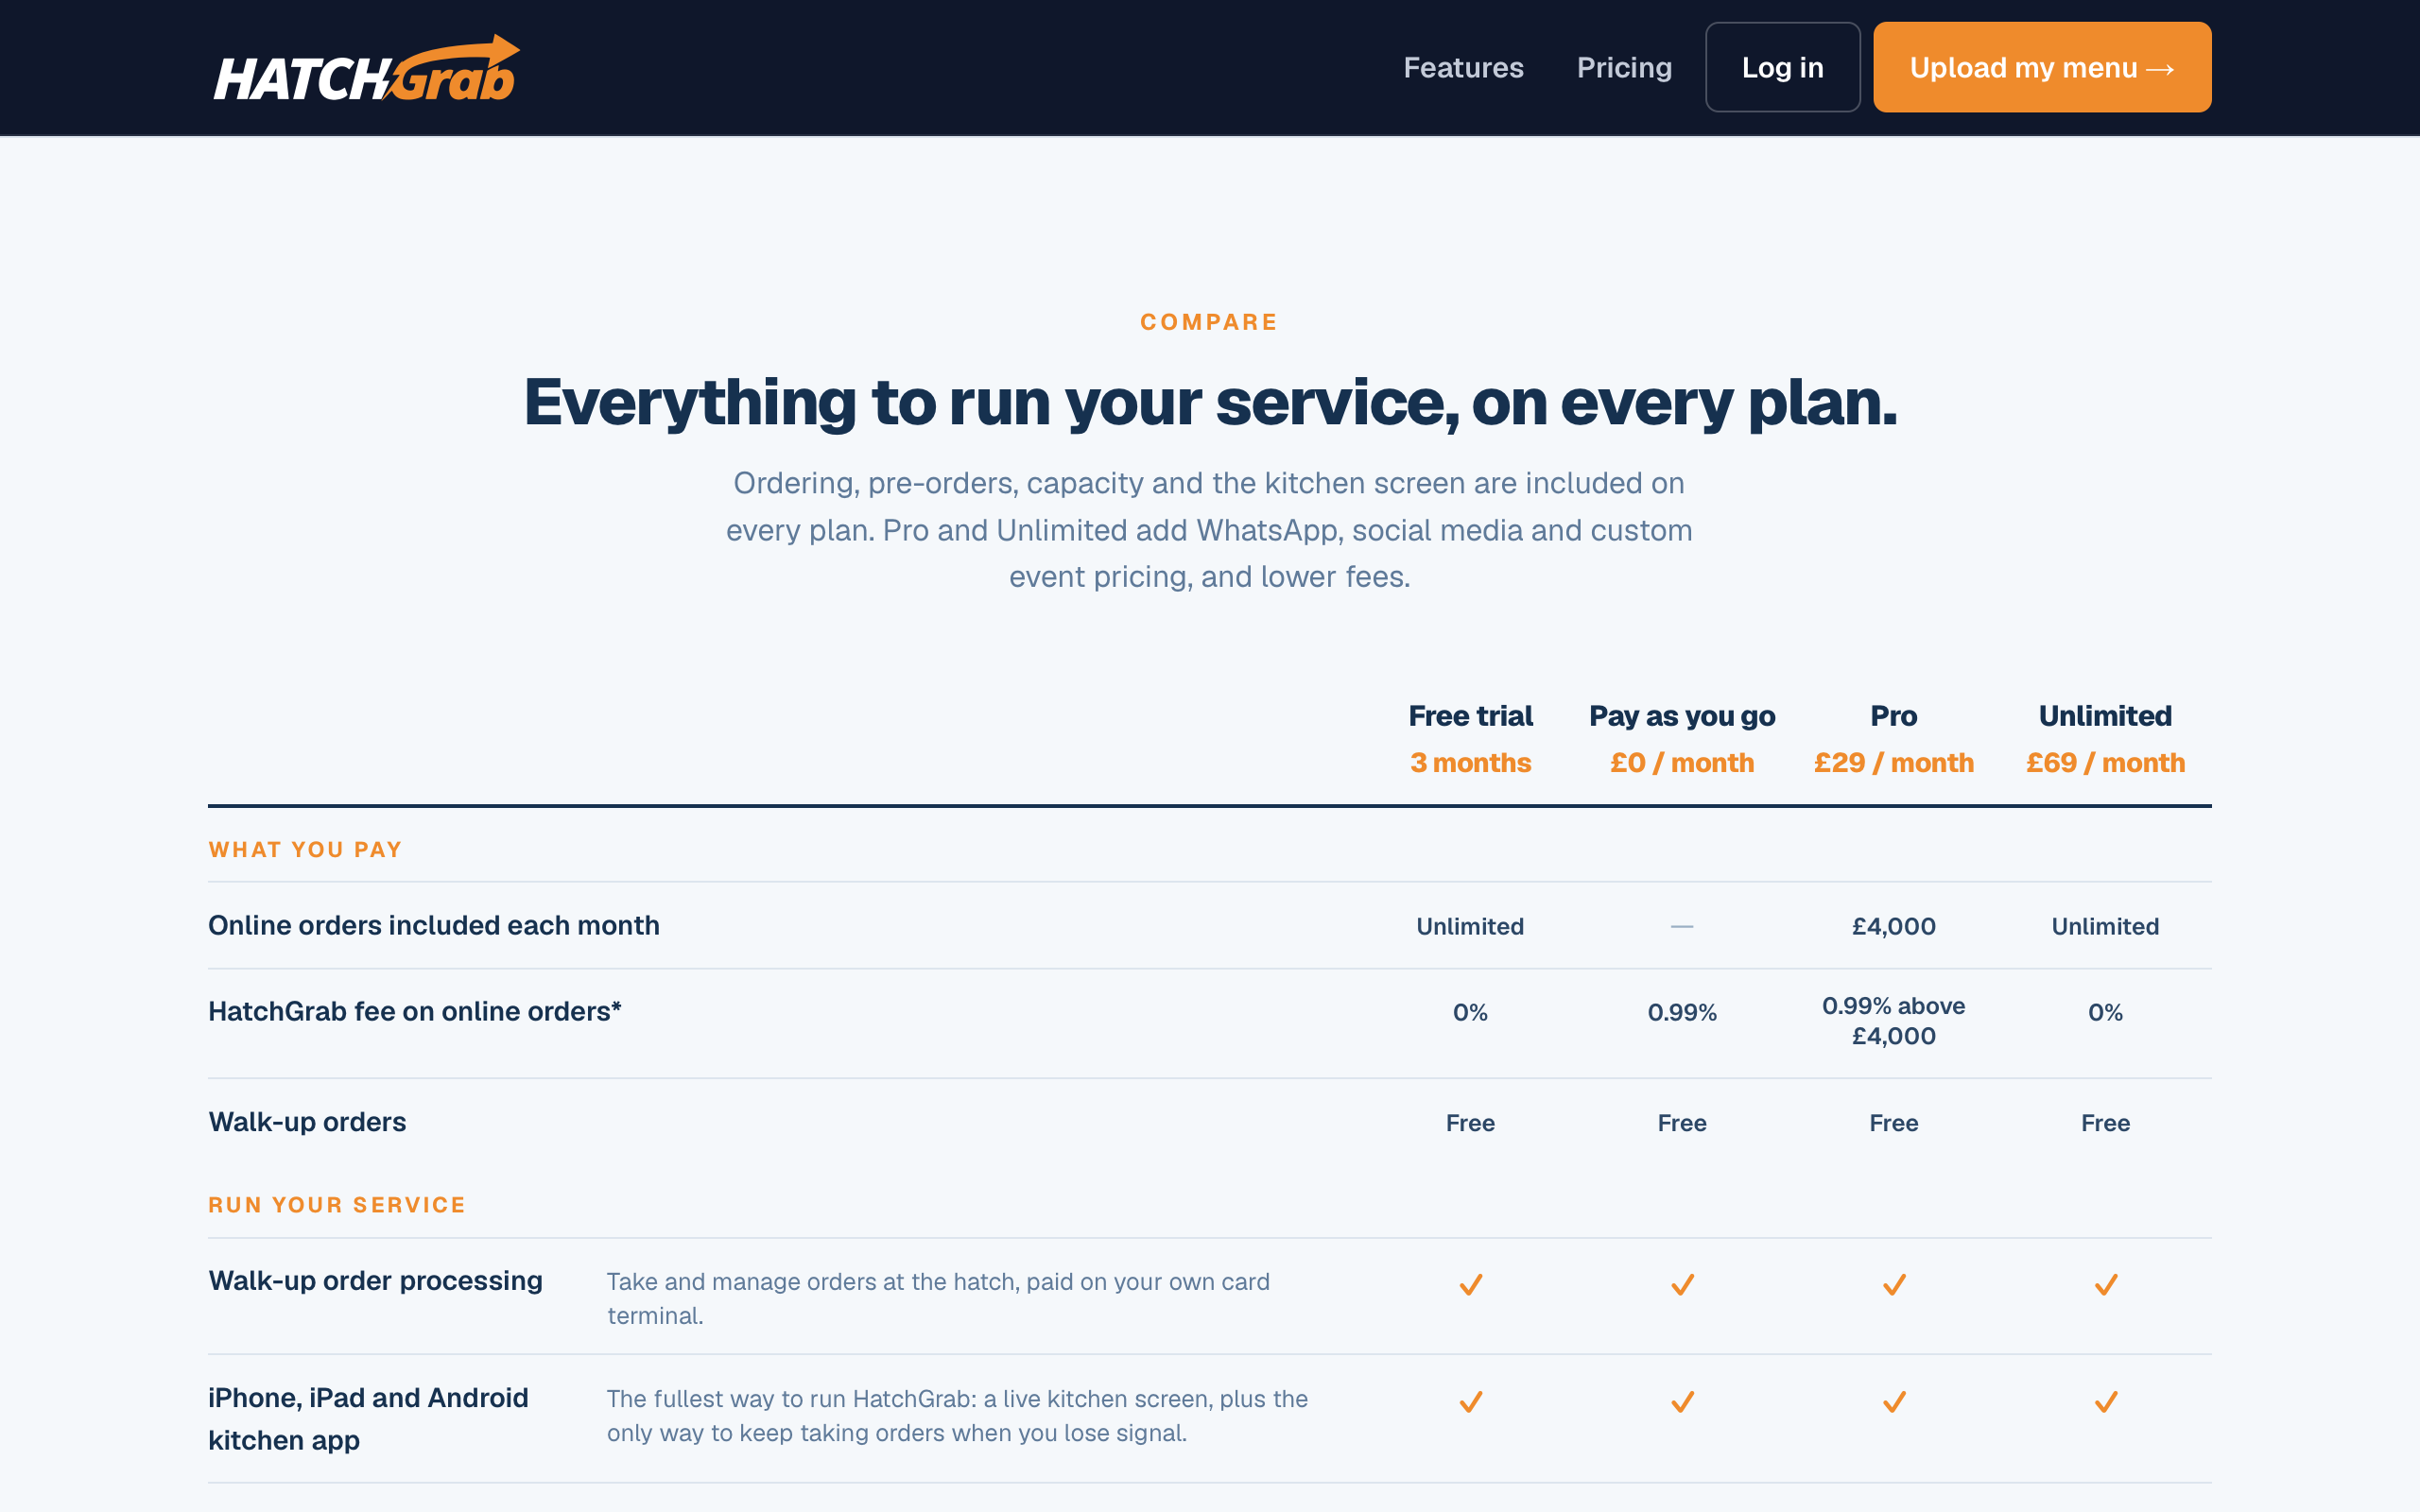 HATCHGrab
Features
Pricing
Log in
Upload my menu →
COMPARE
Everything to run your service, on every plan.
Ordering, pre-orders, capacity and the kitchen screen are included on
every plan. Pro and Unlimited add WhatsApp, social media and custom
event pricing, and lower fees.
Free trial
Pay as you go
Pro
Unlimited
3 months
£0 / month
£29 / month
£69 / month
WHAT YOU PAY
Online orders included each month
Unlimited
—
£4,000
Unlimited
HatchGrab fee on online orders*
0%
0.99%
0.99% above
£4,000
0%
Walk-up orders
Free
Free
Free
Free
RUN YOUR SERVICE
Walk-up order processing
Take and manage orders at the hatch, paid on your own card
terminal.
iPhone, iPad and Android
kitchen app
The fullest way to run HatchGrab: a live kitchen screen, plus the
only way to keep taking orders when you lose signal.